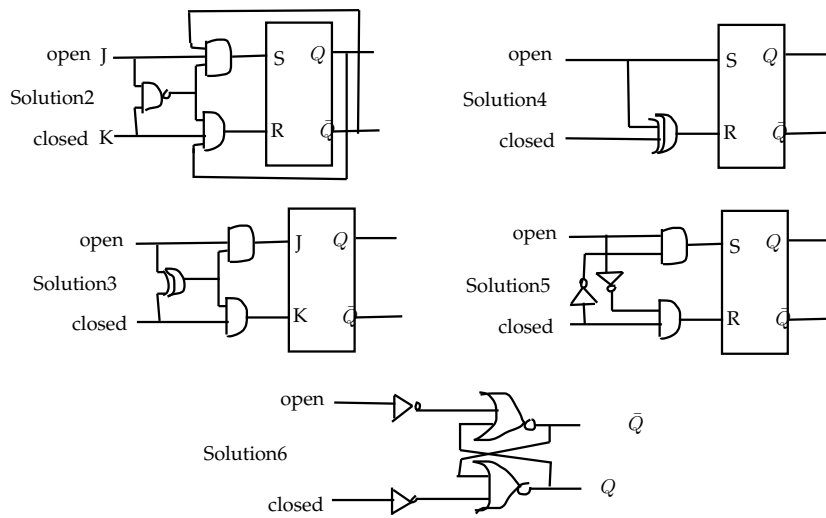 open J
S
Q
Solution2
closed K
R
Q̄
open
S
Q
Solution4
closed
R
Q̄
open
J
Q
Solution3
closed
K
Q̄
open
S
Q
Solution5
closed
R
Q̄
open
Q̄
Solution6
closed
Q